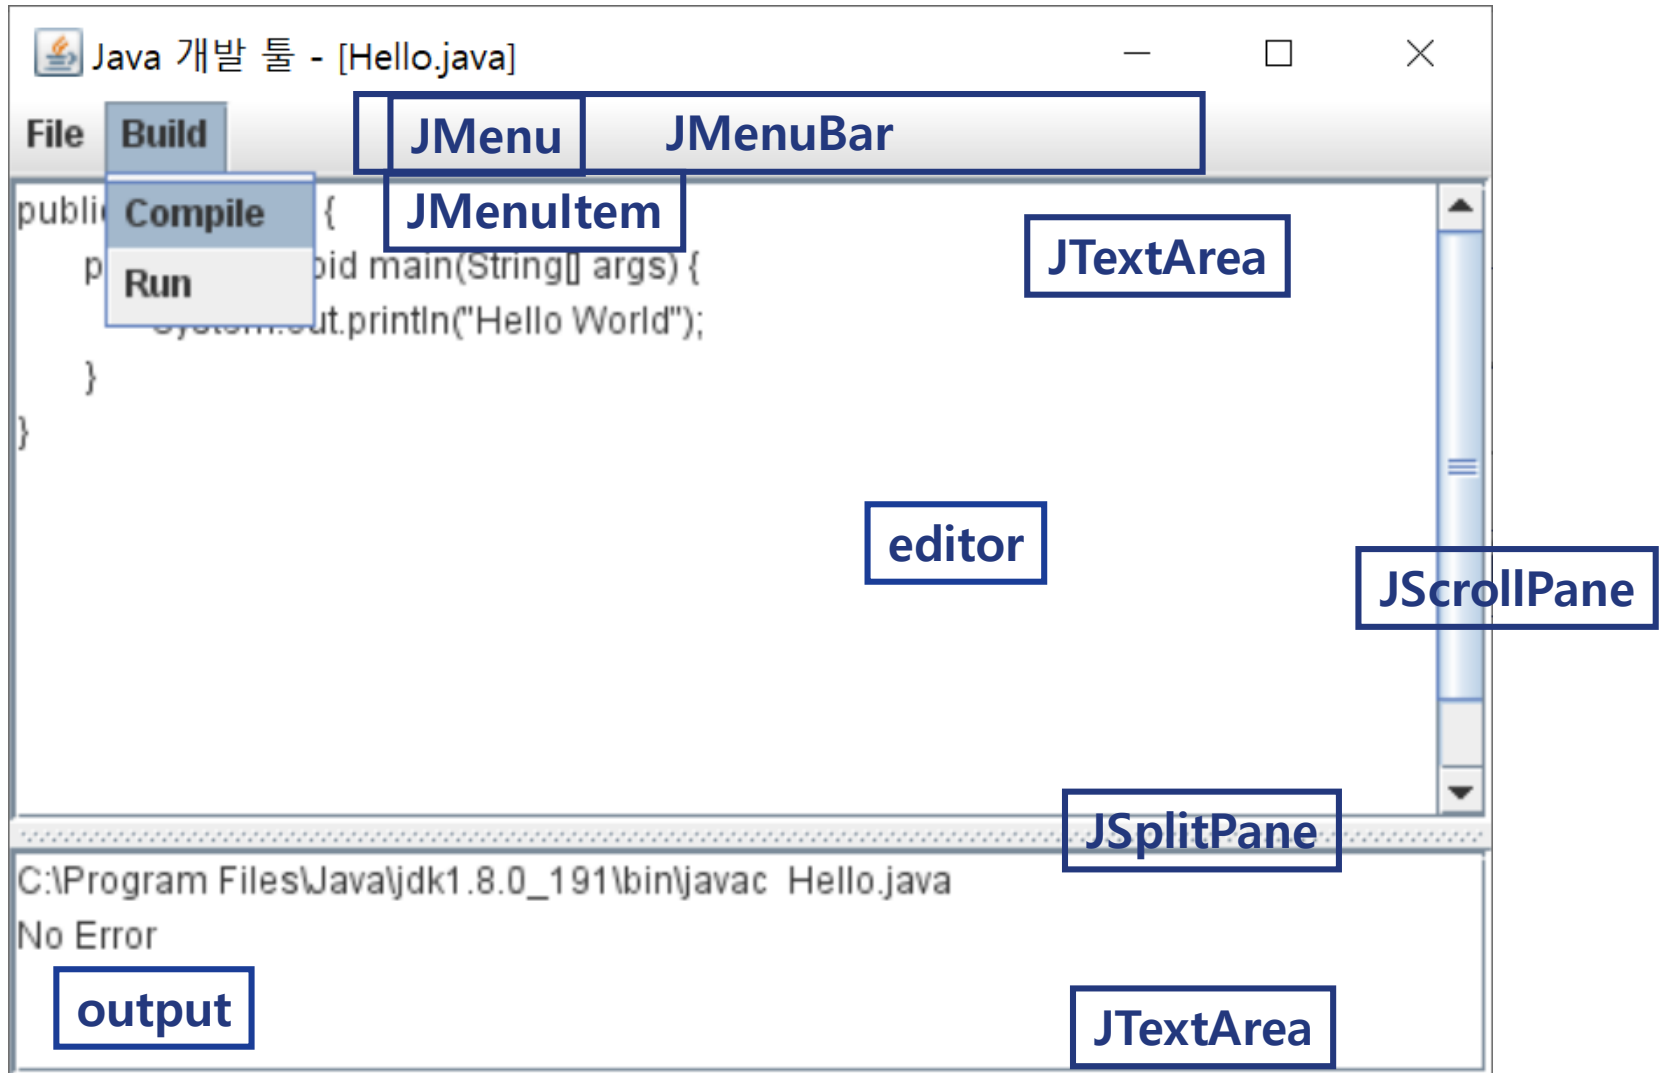 Java 개발 툴 - [Hello.java]
File Build JMenu JMenuBar
publi Compile { JMenuItem
JTextArea
p id main(String[] args) {
Run
ut.println("Hello World");
}
}
editor
JScrollPane
JSplitPane
C:\Program Files\Java\jdk1.8.0_191\bin\javac Hello.java
No Error
output
JTextArea